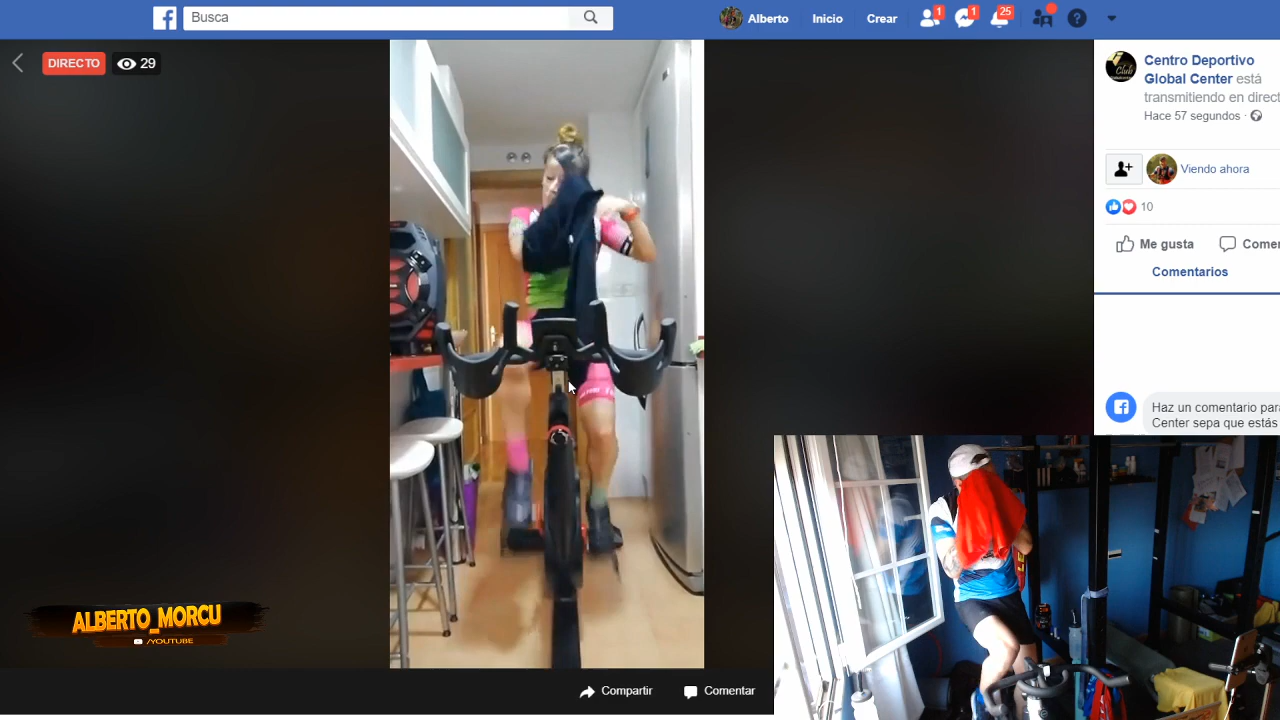 Busca
Alberto
Inicio
Crear
1
1
25
DIRECTO
29
Centro Deportivo
Global Center está
transmitiendo en direct
Hace 57 segundos
Viendo ahora
10
Me gusta
Comen
Comentarios
Haz un comentario para
Center sepa que estás
ALBERTO_MORCU
/YOUTUBE
Compartir
Comentar